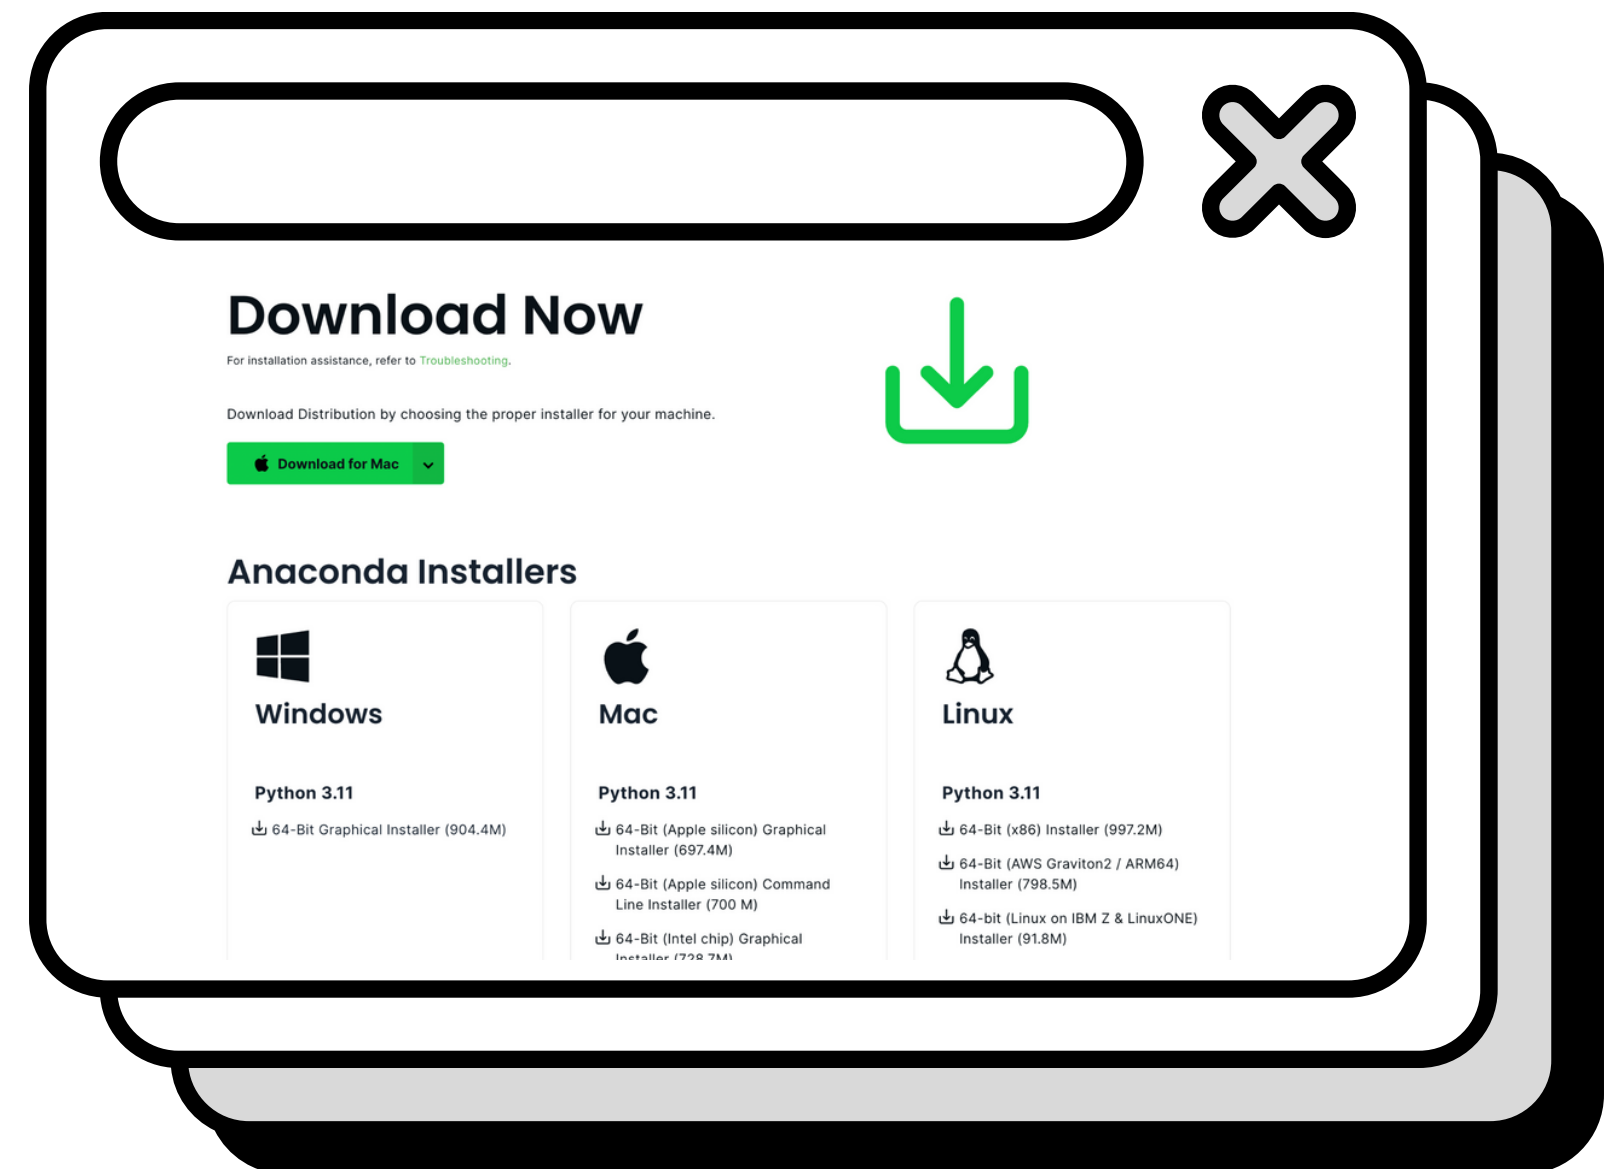 Download Now
For installation assistance, refer to Troubleshooting.
Download Distribution by choosing the proper installer for your machine.
Download for Mac
Anaconda Installers
Windows
Python 3.11
64-Bit Graphical Installer (904.4M)
Mac
Python 3.11
64-Bit (Apple silicon) Graphical
Installer (697.4M)
64-Bit (Apple silicon) Command
Line Installer (700 M)
64-Bit (Intel chip) Graphical
Installer (728.7M)
Linux
Python 3.11
64-Bit (x86) Installer (997.2M)
64-Bit (AWS Graviton2 / ARM64)
Installer (798.5M)
64-bit (Linux on IBM Z & LinuxONE)
Installer (91.8M)